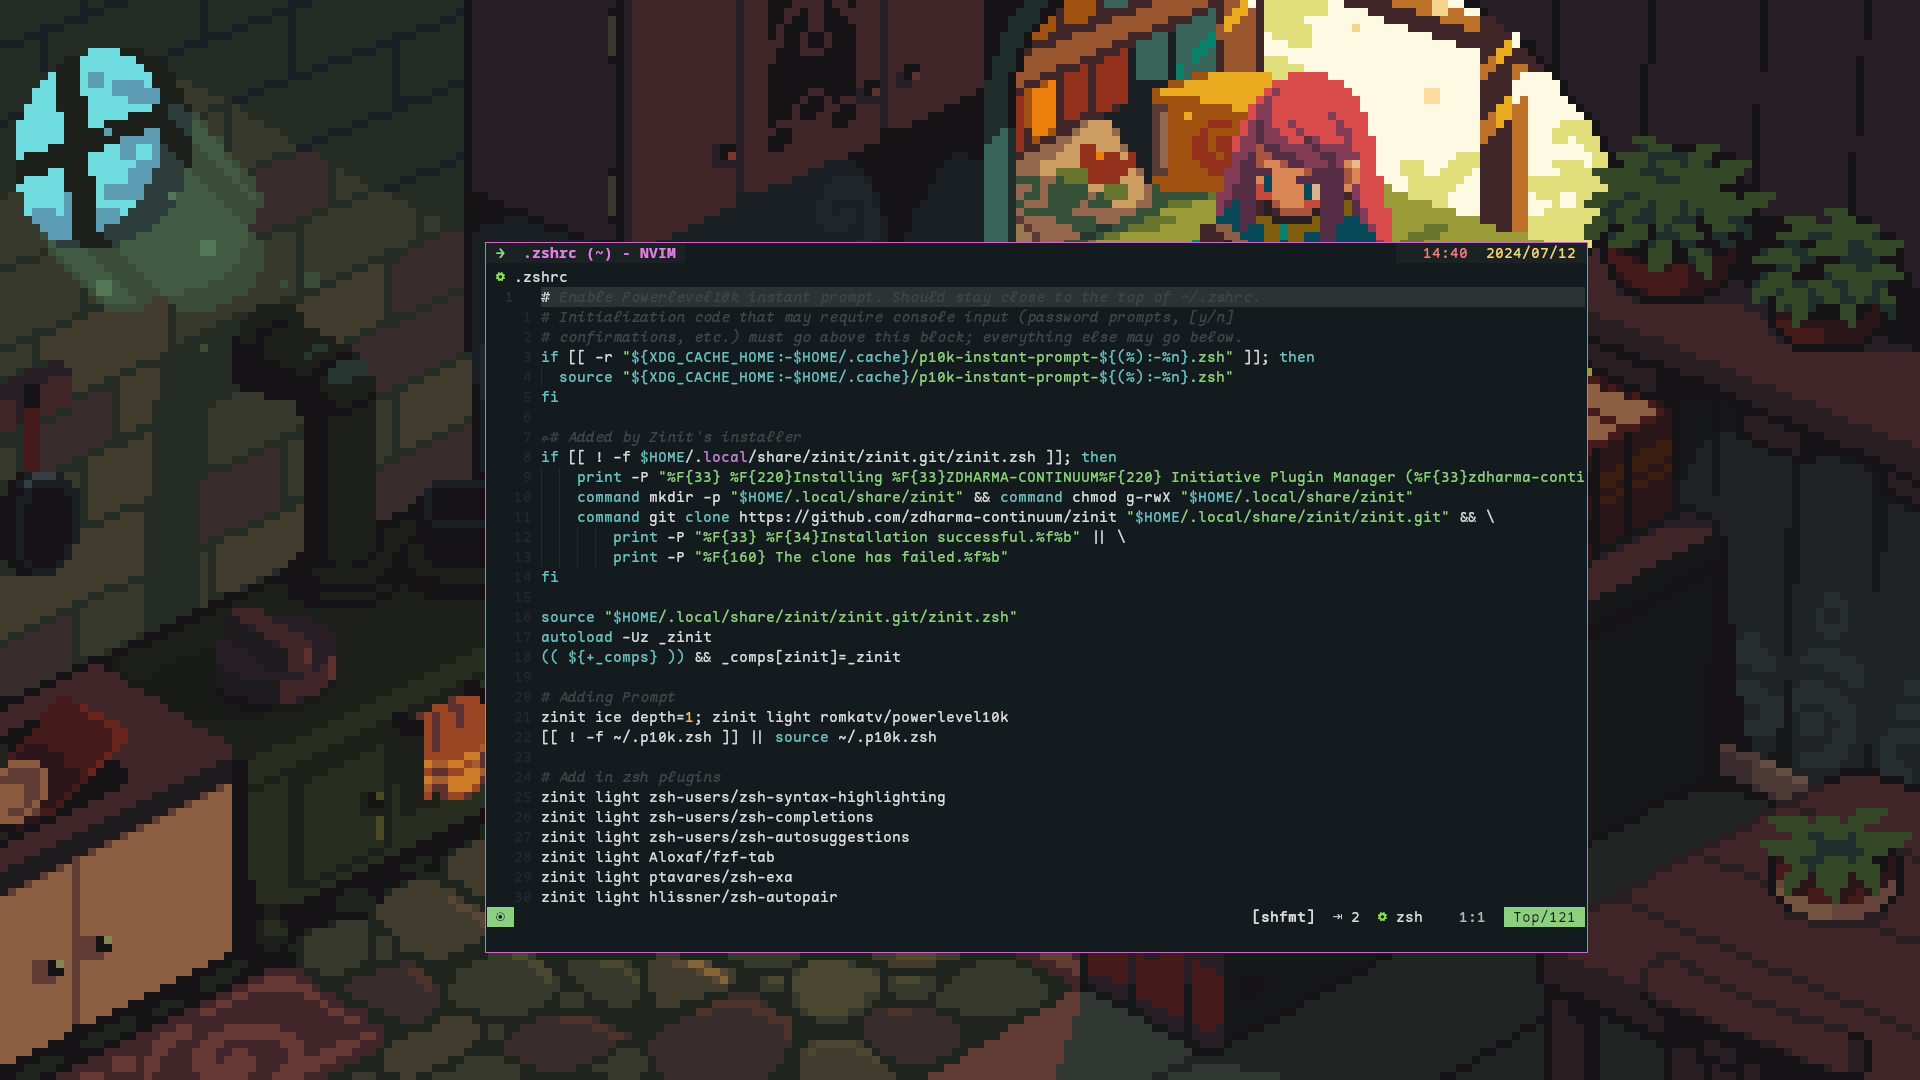 → .zshrc (~) - NVIM 14:40 2024/07/12
.zshrc
1 # Enable Powerlevel10k instant prompt. Should stay close to the top of ~/.zshrc.
1 # Initialization code that may require console input (password prompts, [y/n]
2 # confirmations, etc.) must go above this block; everything else may go below.
3 if [[ -r "${XDG_CACHE_HOME:-$HOME/.cache}/p10k-instant-prompt-${(%):-%n}.zsh" ]]; then
4 source "${XDG_CACHE_HOME:-$HOME/.cache}/p10k-instant-prompt-${(%):-%n}.zsh"
5 fi
6
7 # Added by Zinit's installer
8 if [[ ! -f $HOME/.local/share/zinit/zinit.git/zinit.zsh ]]; then
9 print -P "%F{33} %F{220}Installing %F{33}ZDHARMA-CONTINUUM%F{220} Initiative Plugin Manager (%F{33}zdharma-conti
10 command mkdir -p "$HOME/.local/share/zinit" && command chmod g-rwX "$HOME/.local/share/zinit"
11 command git clone https://github.com/zdharma-continuum/zinit "$HOME/.local/share/zinit/zinit.git" && \
12 print -P "%F{33} %F{34}Installation successful.%f%b" || \
13 print -P "%F{160} The clone has failed.%f%b"
14 fi
15
16 source "$HOME/.local/share/zinit/zinit.git/zinit.zsh"
17 autoload -Uz _zinit
18 (( ${+_comps} )) && _comps[zinit]=_zinit
19
20 # Adding Prompt
21 zinit ice depth=1; zinit light romkatv/powerlevel10k
22 [[ ! -f ~/.p10k.zsh ]] || source ~/.p10k.zsh
23
24 # Add in zsh plugins
25 zinit light zsh-users/zsh-syntax-highlighting
26 zinit light zsh-users/zsh-completions
27 zinit light zsh-users/zsh-autosuggestions
28 zinit light Aloxaf/fzf-tab
29 zinit light ptavares/zsh-exa
30 zinit light hlissner/zsh-autopair
[shfmt] ⇥ 2 zsh 1:1 Top/121